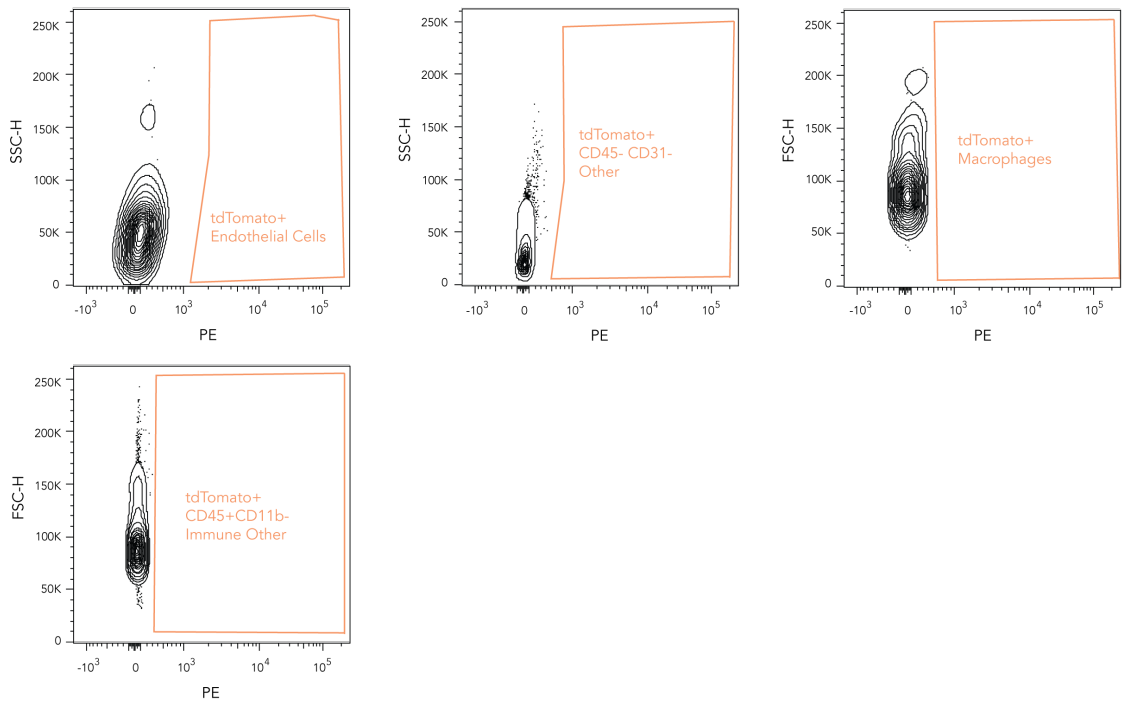 250K
200K
150K
100K
50K
0
SSC-H
tdTomato+
Endothelial Cells
-10³
0
10³
10⁴
10⁵
PE
250K
200K
150K
100K
50K
0
SSC-H
tdTomato+
CD45- CD31-
Other
-10³
0
10³
10⁴
10⁵
PE
250K
200K
150K
100K
50K
0
FSC-H
tdTomato+
Macrophages
-10³
0
10³
10⁴
10⁵
PE
250K
200K
150K
100K
50K
0
FSC-H
tdTomato+
CD45+CD11b-
Immune Other
-10³
0
10³
10⁴
10⁵
PE